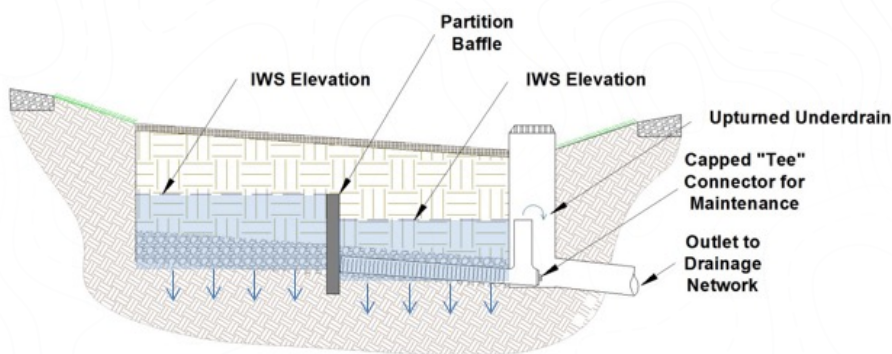 Partition
Baffle
IWS Elevation
IWS Elevation
Upturned Underdrain
Capped "Tee"
Connector for
Maintenance
Outlet to
Drainage
Network